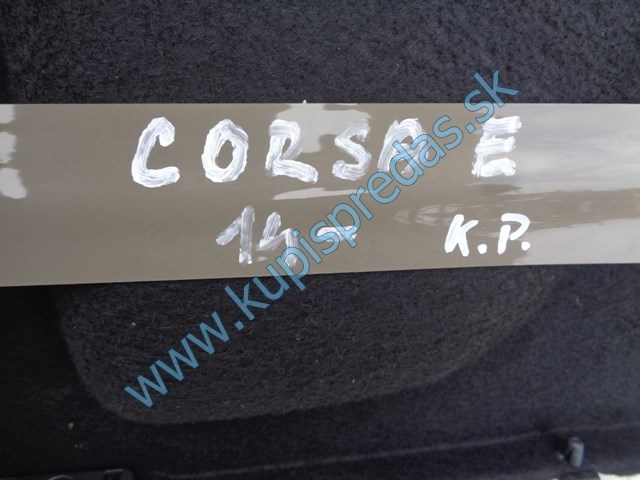 CORSA E
14-
K.P.
www.kupispredas.sk